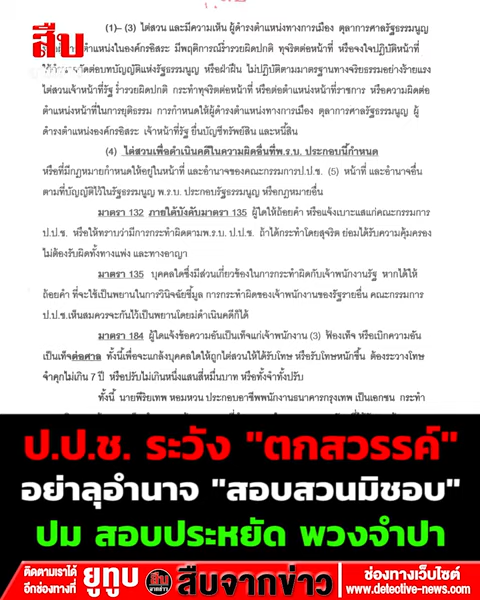 สืบ
(1)– (3) ไต่สวน และมีความเห็น ผู้ดำรงตำแหน่งทางการเมือง ตุลาการศาลรัฐธรรมนูญ
ตำแหน่งในองค์กรอิสระ มีพฤติการณ์ร่ำรวยผิดปกติ ทุจริตต่อหน้าที่ หรือจงใจปฏิบัติหน้าที่
ขัดต่อบทบัญญัติแห่งรัฐธรรมนูญ หรือฝ่าฝืน ไม่ปฏิบัติตามมาตรฐานทางจริยธรรมอย่างร้ายแรง
ไต่สวนเจ้าหน้าที่รัฐ ร่ำรวยผิดปกติ กระทำทุจริตต่อหน้าที่ หรือต่อตำแหน่งหน้าที่ราชการ หรือความผิดต่อ
ตำแหน่งหน้าที่ในการยุติธรรม การกำหนดให้ผู้ดำรงตำแหน่งทางการเมือง ตุลาการศาลรัฐธรรมนูญ ผู้
ดำรงตำแหน่งองค์กรอิสระ เจ้าหน้าที่รัฐ ยื่นบัญชีทรัพย์สิน และหนี้สิน
(4) ไต่สวนเพื่อดำเนินคดีในความผิดอื่นที่พ.ร.บ. ประกอบนี้กำหนด
หรือที่มีกฎหมายกำหนดให้อยู่ในหน้าที่ และอำนาจของคณะกรรมการป.ป.ช. (5) หน้าที่ และอำนาจอื่น
ตามที่บัญญัติไว้ในรัฐธรรมนูญ พ.ร.บ. ประกอบรัฐธรรมนูญ หรือกฎหมายอื่น
มาตรา 132 ภายใต้บังคับมาตรา 135 ผู้ใดให้ถ้อยคำ หรือแจ้งเบาะแสแก่คณะกรรมการ
ป.ป.ช. หรือให้ทราบว่ามีการกระทำผิดตามพ.ร.บ. ป.ป.ช. ถ้าได้กระทำโดยสุจริต ย่อมได้รับความคุ้มครอง
ไม่ต้องรับผิดทั้งทางแพ่ง และทางอาญา
มาตรา 135 บุคคลใดซึ่งมีส่วนเกี่ยวข้องในการกระทำผิดกับเจ้าพนักงานรัฐ หากได้ให้
ถ้อยคำ ที่จะใช้เป็นพยานในการวินิจฉัยชี้มูล การกระทำผิดของเจ้าพนักงานของรัฐรายอื่น คณะกรรมการ
ป.ป.ช.เห็นสมควรจะกันไว้เป็นพยานโดยมิดำเนินคดีก็ได้
มาตรา 184 ผู้ใดแจ้งข้อความอันเป็นเท็จแก่เจ้าพนักงาน (3) ฟ้องเท็จ หรือเบิกความอัน
เป็นเท็จต่อศาล ทั้งนี้เพื่อจะแกล้งบุคคลใดให้ถูกไต่สวนให้ได้รับโทษ หรือรับโทษหนักขึ้น ต้องระวางโทษ
จำคุกไม่เกิน 7 ปี หรือปรับไม่เกินหนึ่งแสนสี่หมื่นบาท หรือทั้งจำทั้งปรับ
ทั้งนี้ นายพีริยเทพ หอมหวน ประกอบอาชีพพนักงานธนาคารกรุงเทพ เป็นเอกชน กระทำ
ป.ป.ช. ระวัง "ตกสวรรค์"
อย่าลุอำนาจ "สอบสวนมิชอบ"
ปม สอบประหยัด พวงจำปา
ติดตามเราได้
อีกช่องทางที่
ยูทูบ
สืบจากข่าว
ช่องทางเว็บไซต์
www.detective-news.com